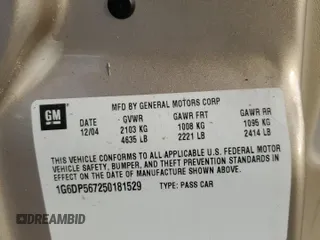 GM
MFD BY GENERAL MOTORS CORP
DATE GVWR GAWR FRT GAWR RR
12/04 2103 KG 1008 KG 1095 KG
4635 LB 2221 LB 2414 LB
THIS VEHICLE CONFORMS TO ALL APPLICABLE U.S. FEDERAL MOTOR
VEHICLE SAFETY, BUMPER, AND THEFT PREVENTION STANDARDS IN
EFFECT ON THE DATE OF MANUFACTURE SHOWN ABOVE.
1G6DP567250181529 TYPE: PASS CAR
DREAMBID